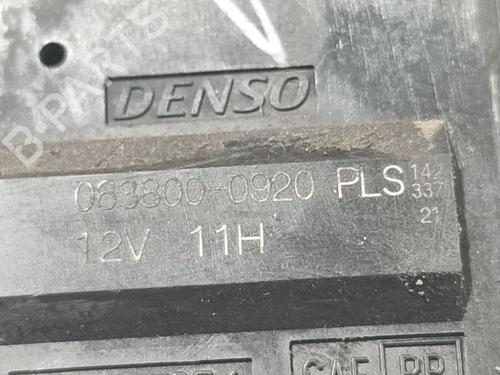 DENSO
063800-0920 PLS 142
337
12V 11H 21
B-PARTS